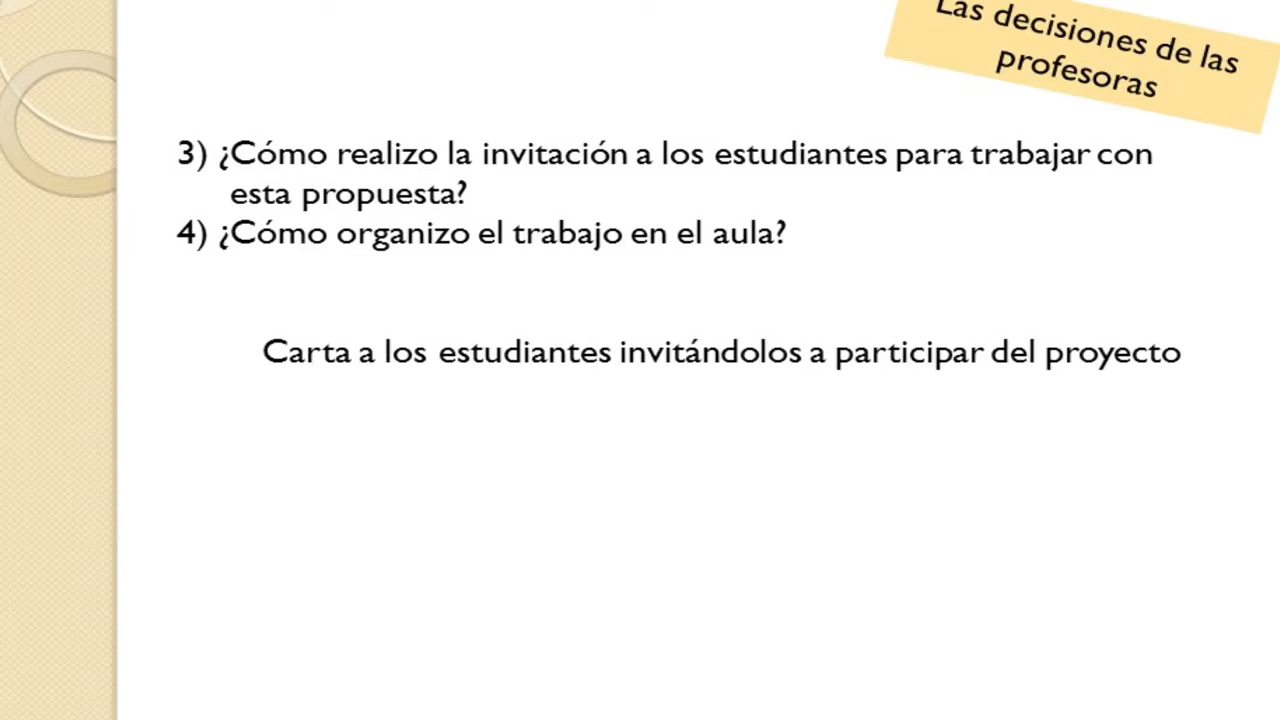 Las decisiones de las
profesoras
3) ¿Cómo realizo la invitación a los estudiantes para trabajar con
esta propuesta?
4) ¿Cómo organizo el trabajo en el aula?
Carta a los estudiantes invitándolos a participar del proyecto